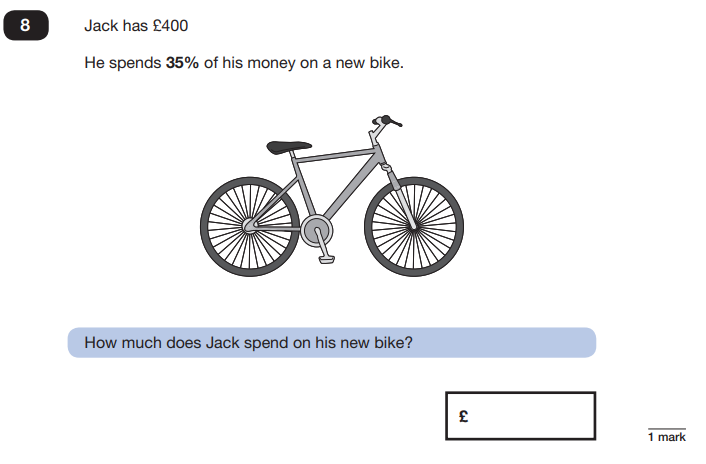 8 Jack has £400
He spends 35% of his money on a new bike.
How much does Jack spend on his new bike?
£
1 mark